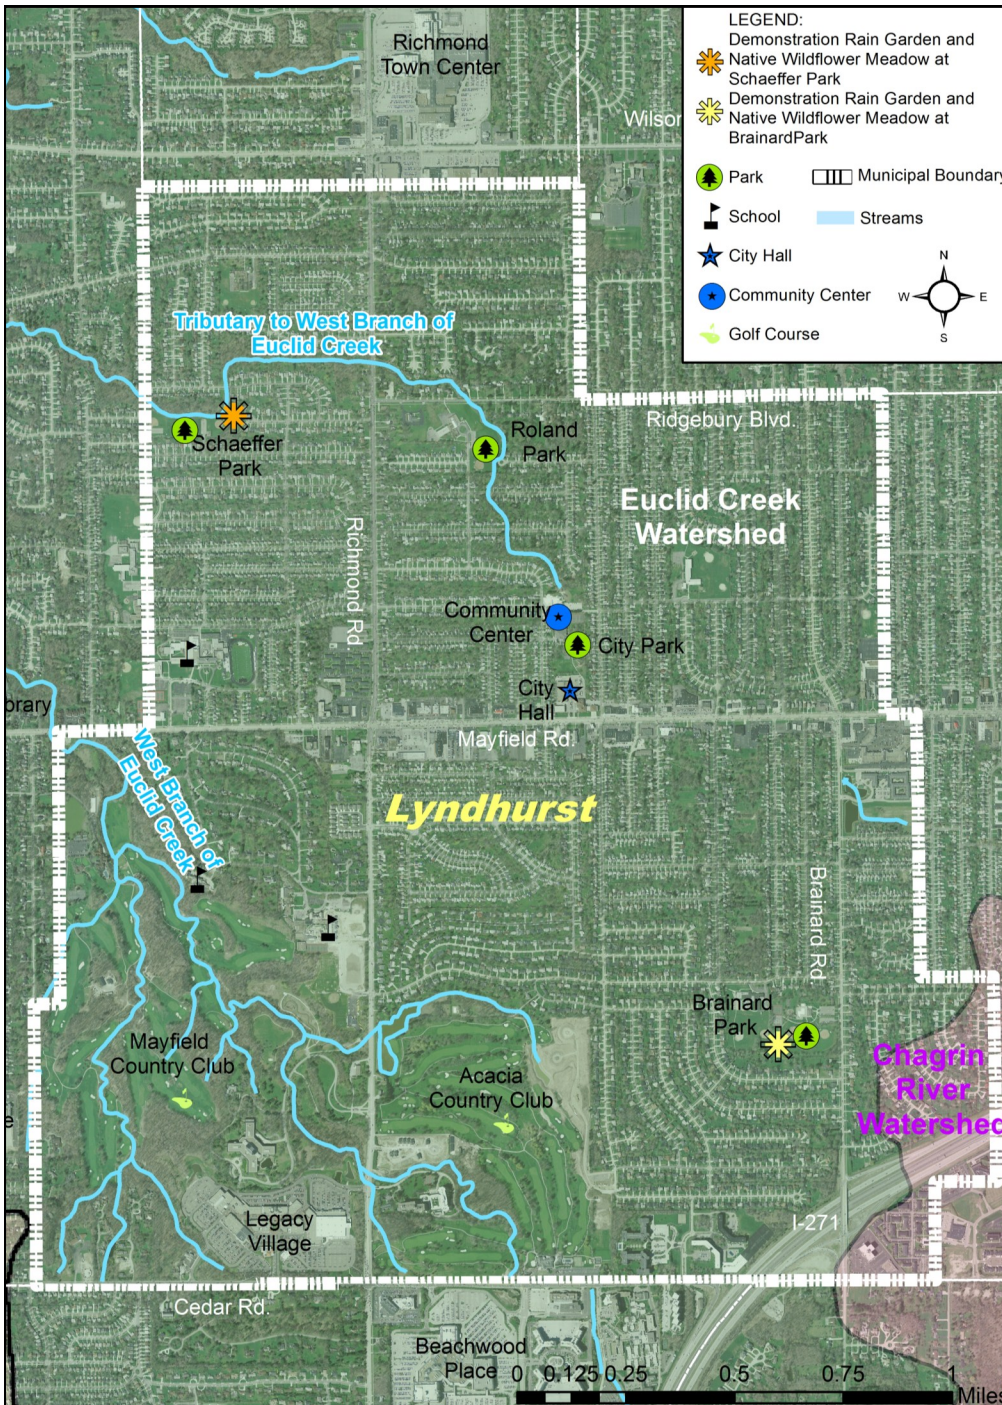 Richmond
Town Center
Wilson
LEGEND:
Demonstration Rain Garden and
Native Wildflower Meadow at
Schaeffer Park
Demonstration Rain Garden and
Native Wildflower Meadow at
BrainardPark
Park
Municipal Boundary
School
Streams
City Hall
Community Center
Golf Course
N
W
E
S
Tributary to West Branch of
Euclid Creek
Ridgebury Blvd.
Schaeffer
Park
Roland
Park
Euclid Creek
Watershed
Richmond Rd
Community
Center
City Park
City
Hall
brary
Mayfield Rd.
West Branch of
Euclid Creek
Lyndhurst
Brainard Rd
Brainard
Park
Mayfield
Country Club
Acacia
Country Club
Chagrin
River
Watershed
e
Legacy
Village
I-271
Cedar Rd.
Beachwood
Place
0 0.125 0.25 0.5 0.75 1
Miles